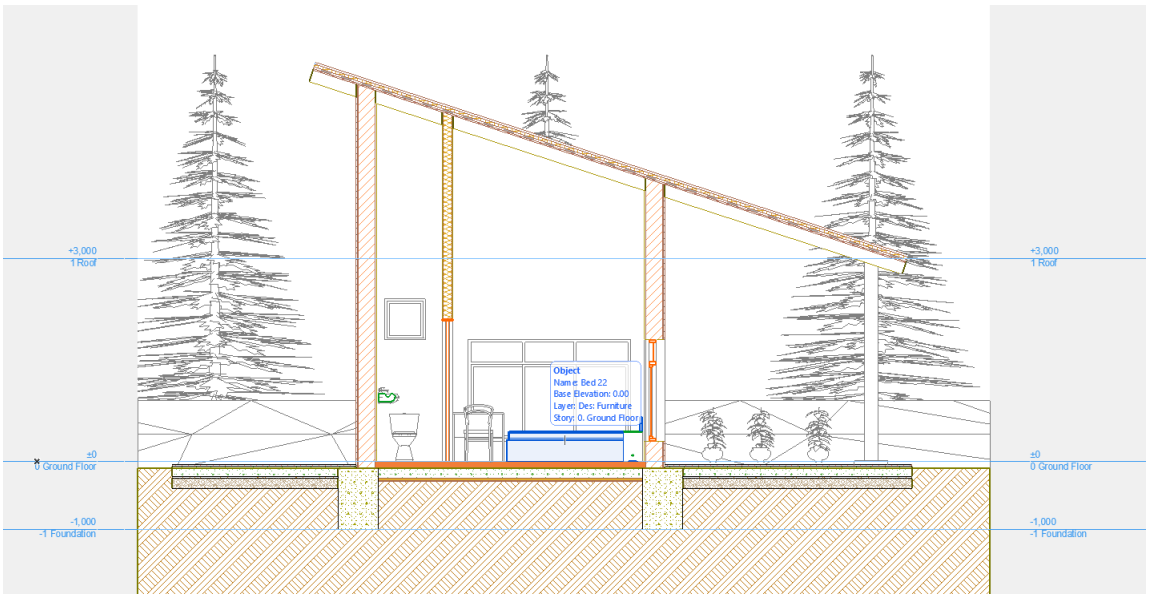 +3,000
1 Roof
+3,000
1 Roof
Object
Name: Bed 22
Base Elevation: 0.00
Layer: Des: Furniture
Story: 0. Ground Floor
±0
0 Ground Floor
±0
0 Ground Floor
-1,000
-1 Foundation
-1,000
-1 Foundation